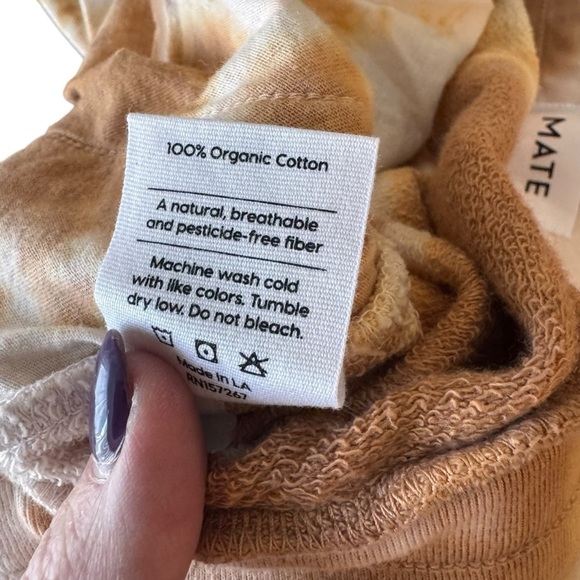 100% Organic Cotton
A natural, breathable
and pesticide-free fiber
Machine wash cold
with like colors. Tumble
dry low. Do not bleach.
Made in LA
RN157267
MATE